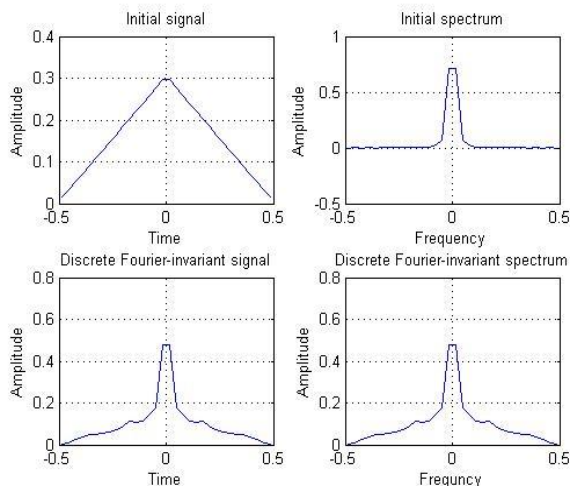 Initial signal
Initial spectrum
Amplitude
0.4
0.3
0.2
0.1
0
-0.5
0
0.5
Time
Amplitude
1
0.5
0
-0.5
-0.5
0
0.5
Frequency
Discrete Fourier-invariant signal
Discrete Fourier-invariant spectrum
Amplitude
0.8
0.6
0.4
0.2
0
-0.5
0
0.5
Time
Amplitude
0.8
0.6
0.4
0.2
0
-0.5
0
0.5
Frequncy